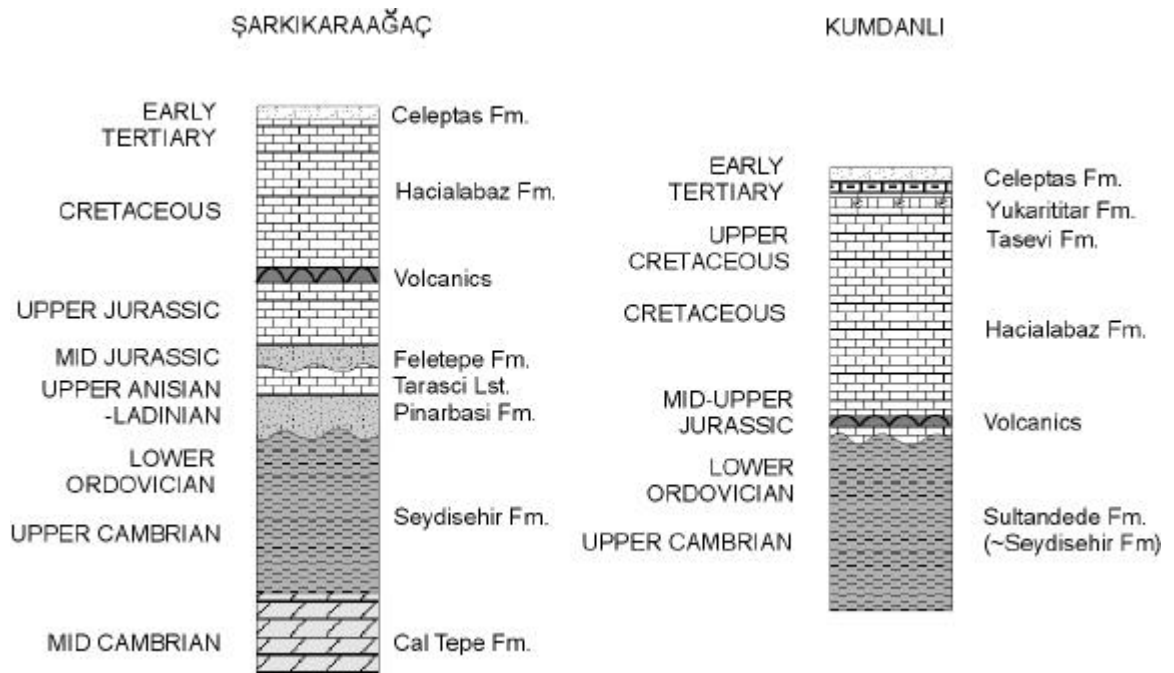 ŞARKIKARAAĞAÇ
EARLY
TERTIARY
CRETACEOUS
UPPER JURASSIC
MID JURASSIC
UPPER ANISIAN
-LADINIAN
LOWER
ORDOVICIAN
UPPER CAMBRIAN
MID CAMBRIAN
Celeptas Fm.
Hacialabaz Fm.
Volcanics
Feletepe Fm.
Tarasci Lst.
Pinarbasi Fm.
Seydisehir Fm.
Cal Tepe Fm.
KUMDANLI
EARLY
TERTIARY
UPPER
CRETACEOUS
CRETACEOUS
MID-UPPER
JURASSIC
LOWER
ORDOVICIAN
UPPER CAMBRIAN
Celeptas Fm.
Yukarititar Fm.
Tasevi Fm.
Hacialabaz Fm.
Volcanics
Sultandede Fm.
(~Seydisehir Fm)